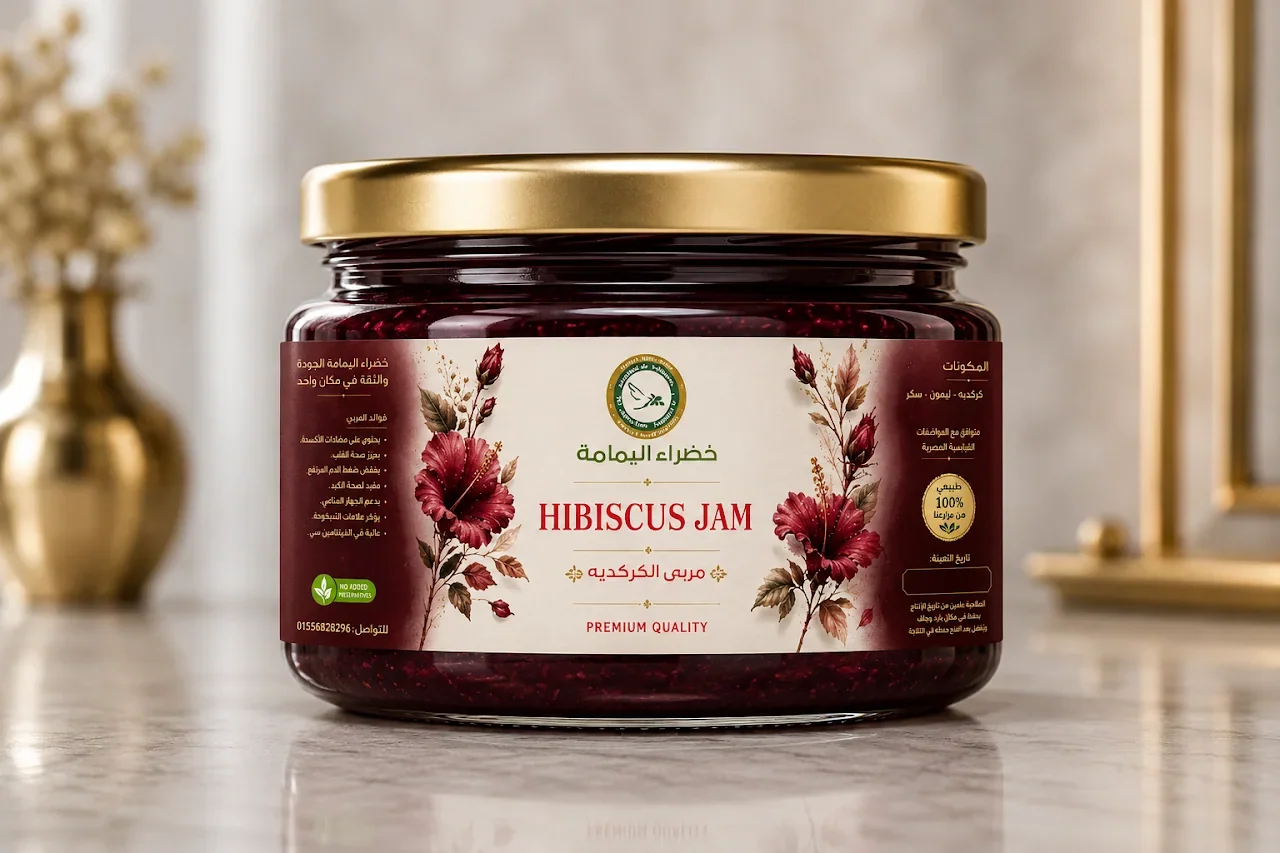 خضراء اليمامة الجودة
والثقة في مكان واحد
فوائد المربي
يحتوي على مضادات الأكسدة.
يعزز صحة القلب.
يخفض ضغط الدم المرتفع.
مفيد لصحة الكبد.
يدعم الجهاز المناعي.
يؤخر علامات الشيخوخة.
عالية في الفيتامين سي.
NO ADDED
PRESERVATIVES
للتواصل: 01556828296
خضراء اليمامة
HIBISCUS JAM
مربى الكركديه
PREMIUM QUALITY
المكونات
كركديه - ليمون - سكر
متوافق مع المواصفات
القياسية المصرية
طبيعي
100%
من مزارعنا
تاريخ التعبئة:
الصلاحية عامين من تاريخ الإنتاج
يحفظ في مكان بارد وجاف
ويفضل بعد الفتح حفظه في الثلاجة
PREMIUM QUALITY